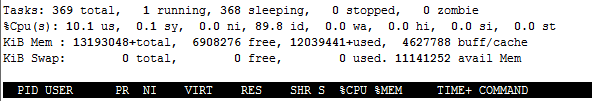 Tasks: 369 total,   1 running, 368 sleeping,   0 stopped,   0 zombie
%Cpu(s): 10.1 us,  0.1 sy,  0.0 ni, 89.8 id,  0.0 wa,  0.0 hi,  0.0 si,  0.0 st
KiB Mem : 13193048+total,  6908276 free, 12039441+used,  4627788 buff/cache
KiB Swap:        0 total,        0 free,        0 used. 11141252 avail Mem
PID USER      PR  NI    VIRT    RES    SHR S  %CPU %MEM     TIME+ COMMAND